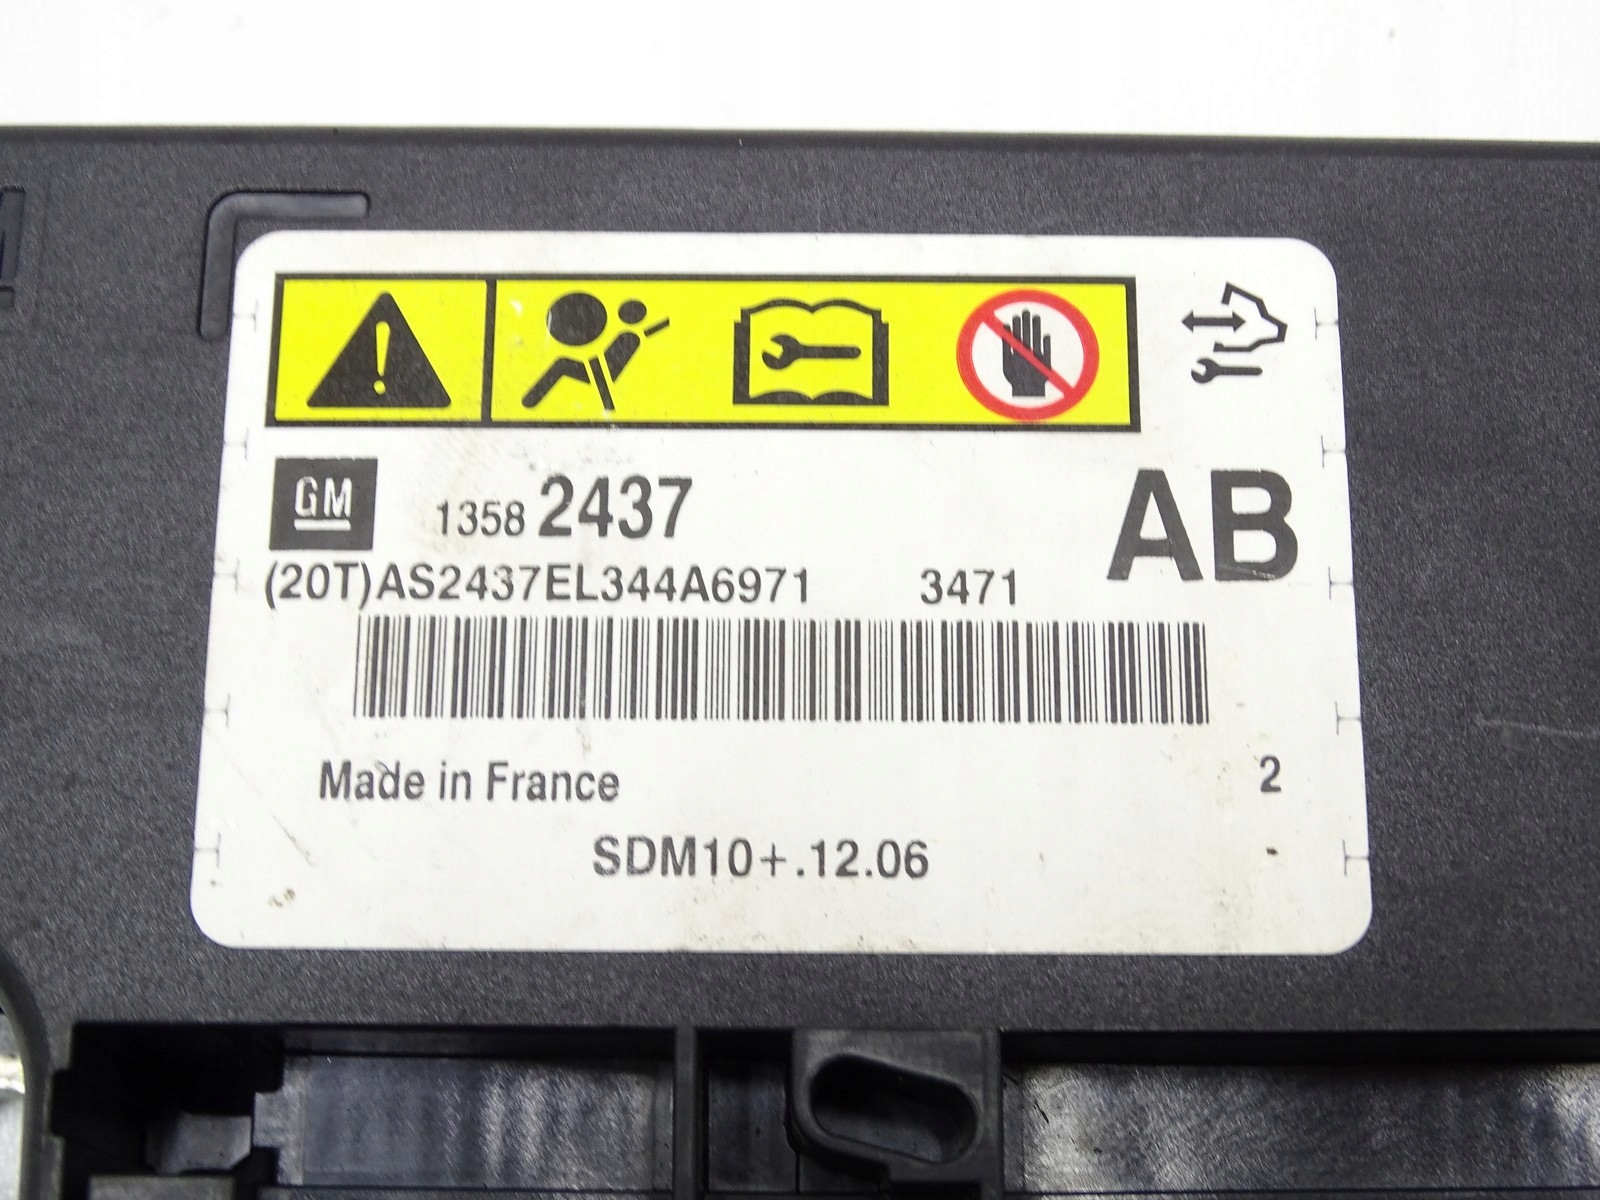 GM 1358 2437 AB
(20T)AS2437EL344A6971 3471
Made in France 2
SDM10+.12.06